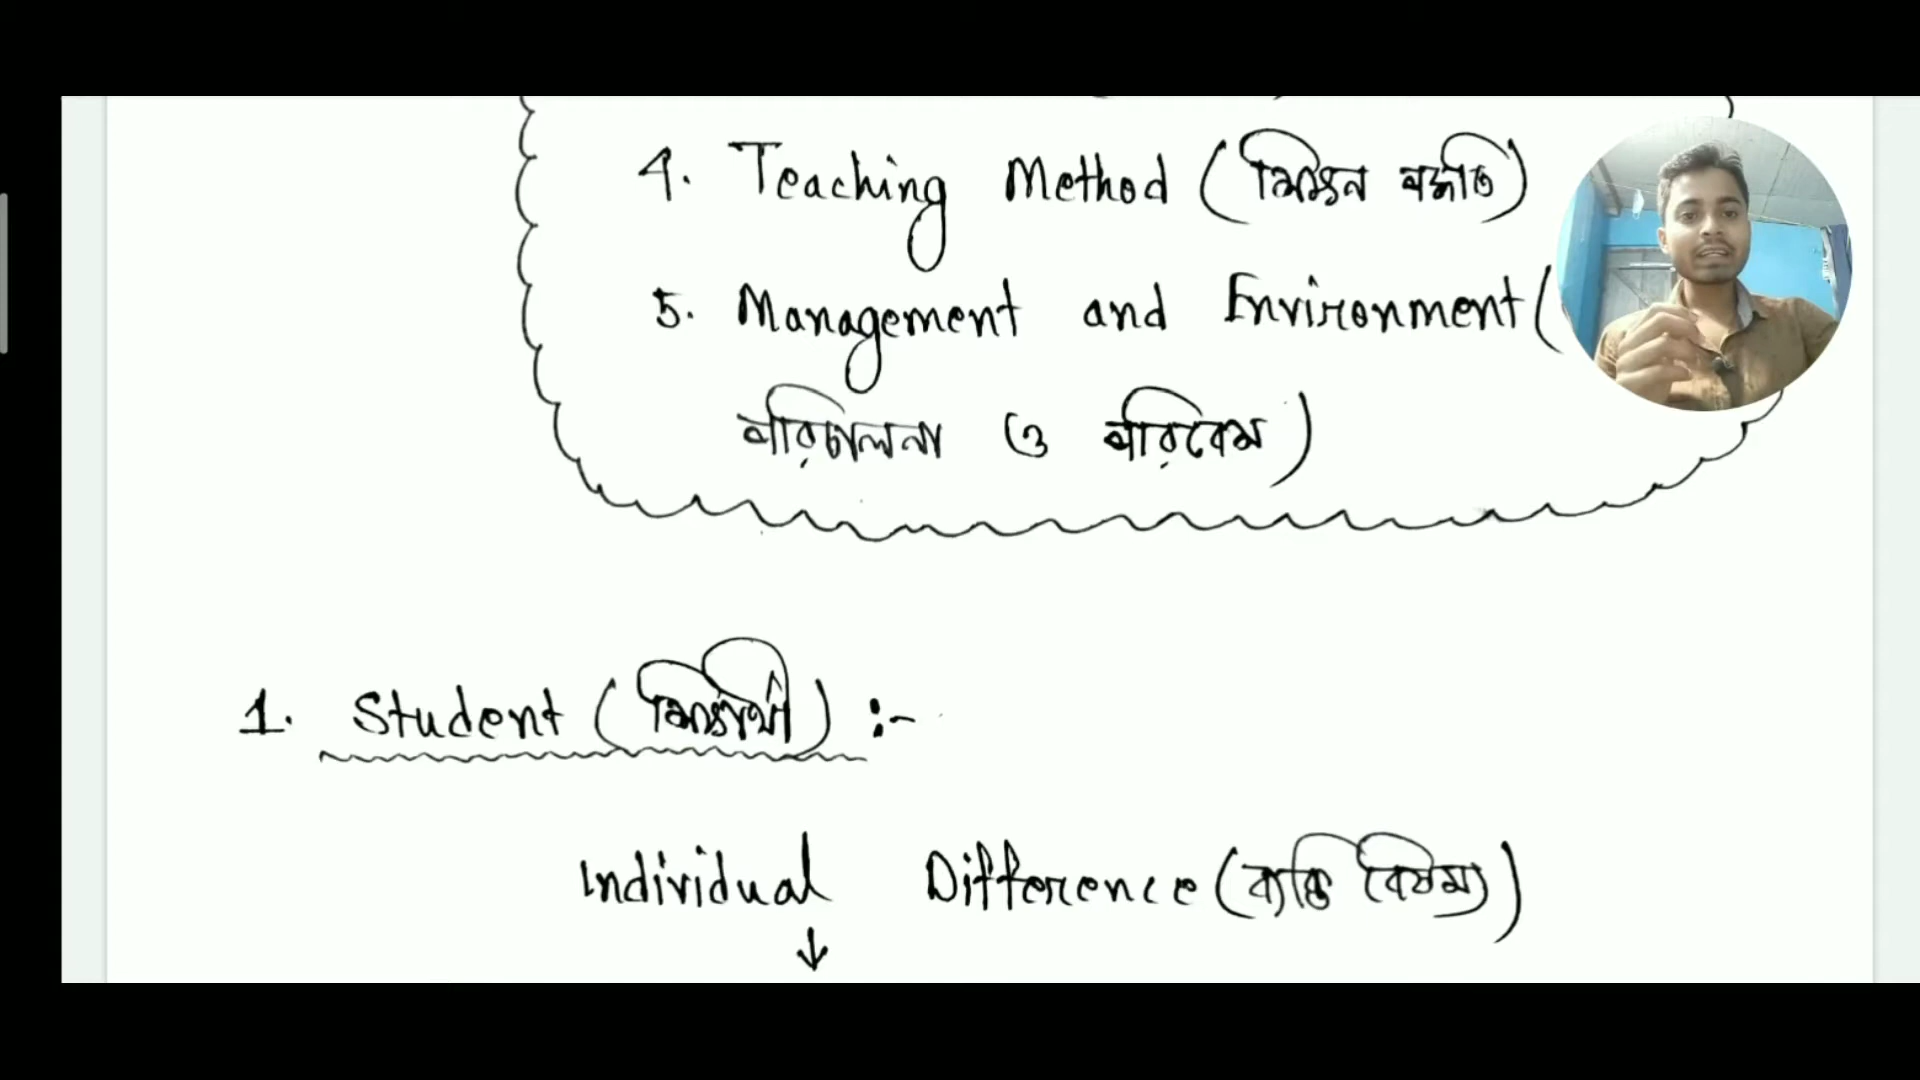 4. Teaching Method (শিক্ষন পদ্ধতি)
5. Management and Environment (
পরিচালনা ও পরিবেশ)
1. Student (শিক্ষার্থী) :-
Individual Difference (ব্যক্তি বৈষম্য)